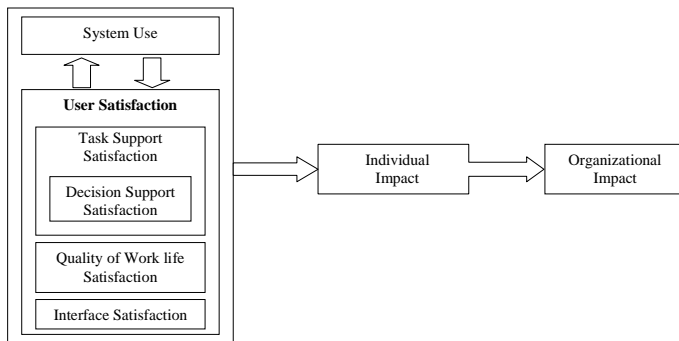 System Use
User Satisfaction
Task Support
Satisfaction
Decision Support
Satisfaction
Quality of Work life
Satisfaction
Interface Satisfaction
Individual
Impact
Organizational
Impact